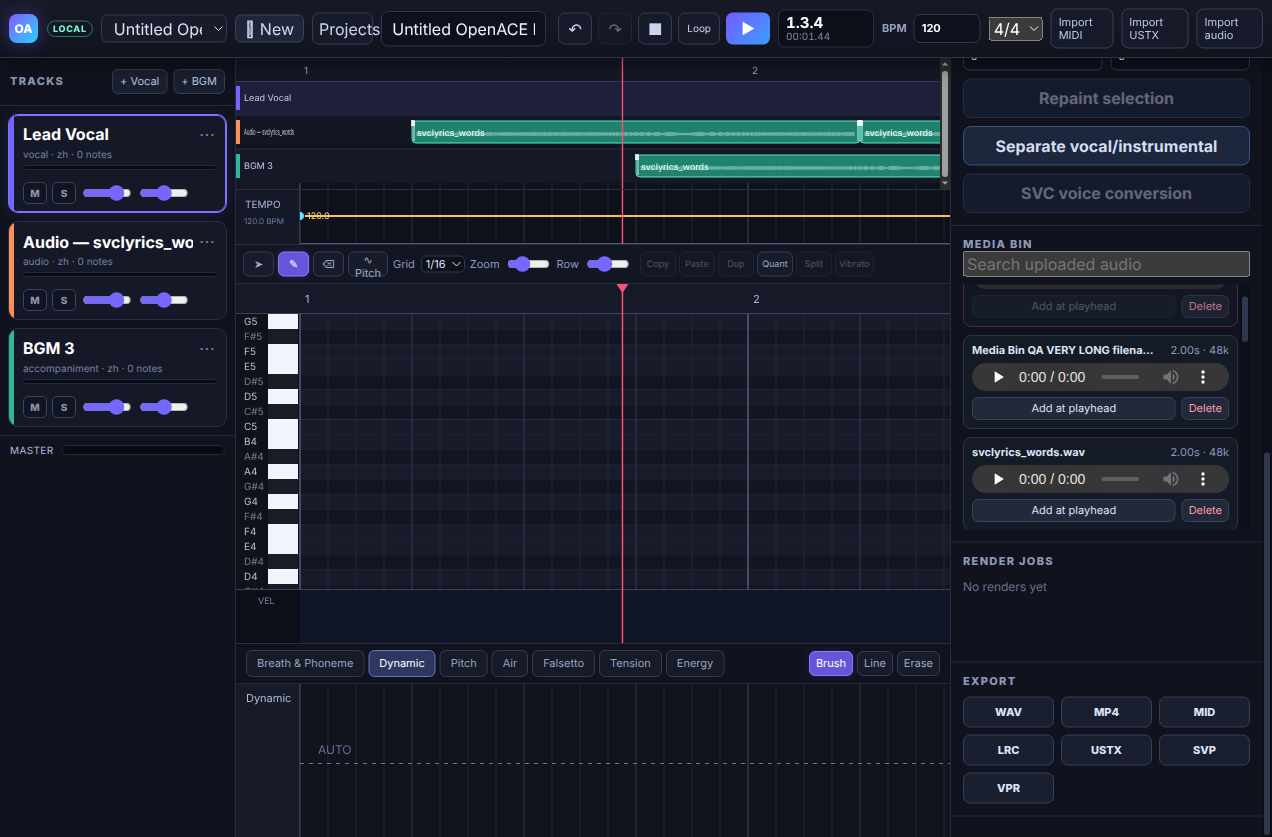 OA LOCAL Untitled Ope New Projects Untitled OpenACE Loop 1.3.4 00:01.44 BPM 120 4/4 Import MIDI Import USTX Import audio
TRACKS + Vocal + BGM
Lead Vocal ...
vocal · zh · 0 notes
M S
Audio — svclyrics_wo ...
audio · zh · 0 notes
M S
BGM 3 ...
accompaniment · zh · 0 notes
M S
MASTER
1 2
Lead Vocal
Audio — svclyrics_words svclyrics_words svclyrics_words
BGM 3 svclyrics_words
TEMPO
120.0 BPM
120.0
Pitch Grid 1/16 Zoom Row Copy Paste Dup Quant Split Vibrato
1 2
G5
F#5
F5
E5
D#5
D5
C#5
C5
B4
A#4
A4
G#4
G4
F#4
F4
E4
D#4
D4
VEL
Breath & Phoneme Dynamic Pitch Air Falsetto Tension Energy Brush Line Erase
Dynamic
AUTO
Repaint selection
Separate vocal/instrumental
SVC voice conversion
MEDIA BIN
Search uploaded audio
Add at playhead Delete
Media Bin QA VERY LONG filena... 2.00s · 48k
0:00 / 0:00
Add at playhead Delete
svclyrics_words.wav 2.00s · 48k
0:00 / 0:00
Add at playhead Delete
RENDER JOBS
No renders yet
EXPORT
WAV MP4 MID
LRC USTX SVP
VPR